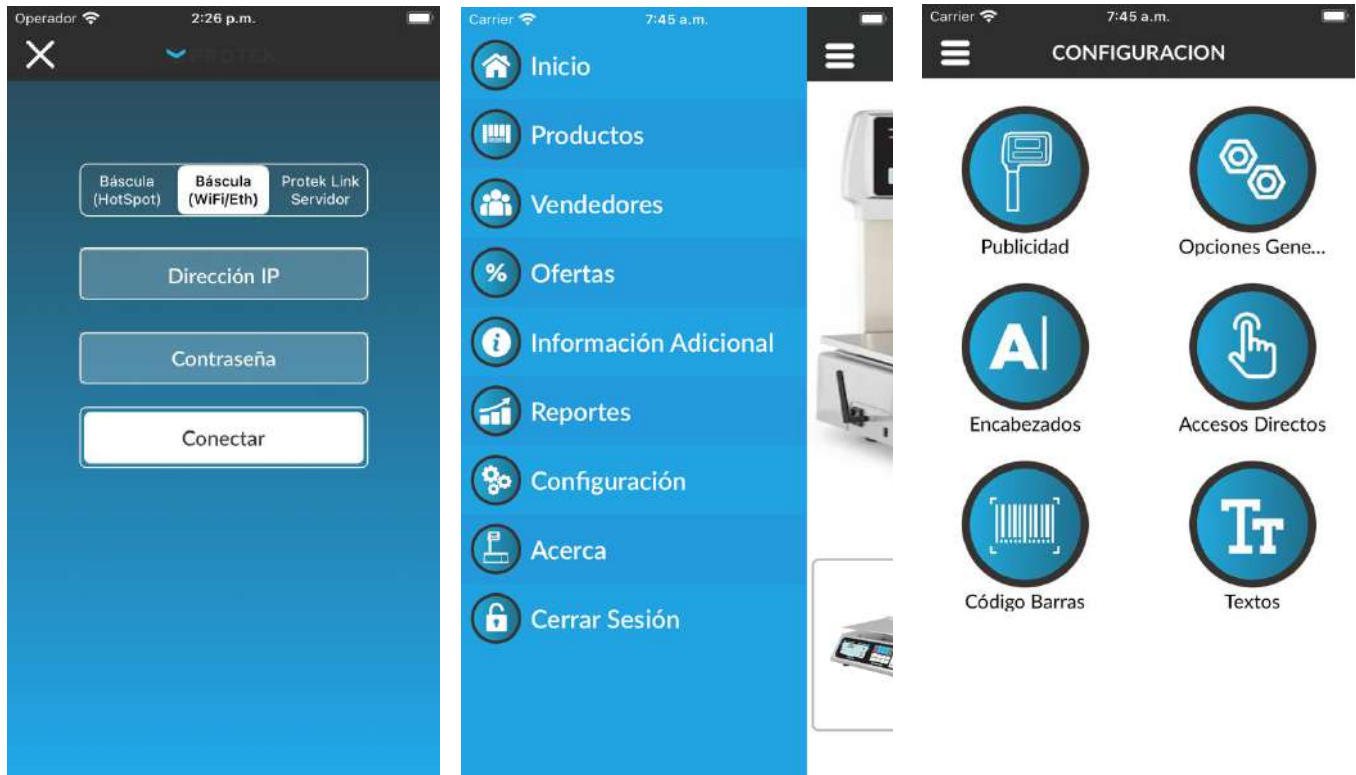 Operador
2:26 p.m.
PROTEK
Báscula
(HotSpot)
Báscula
(WiFi/Eth)
Protek Link
Servidor
Dirección IP
Contraseña
Conectar
Carrier
7:45 a.m.
Inicio
Productos
Vendedores
% Ofertas
Información Adicional
Reportes
Configuración
Acerca
Cerrar Sesión
Carrier
7:45 a.m.
CONFIGURACION
Publicidad
Opciones Gene...
A
Encabezados
Accesos Directos
Código Barras
TT
Textos